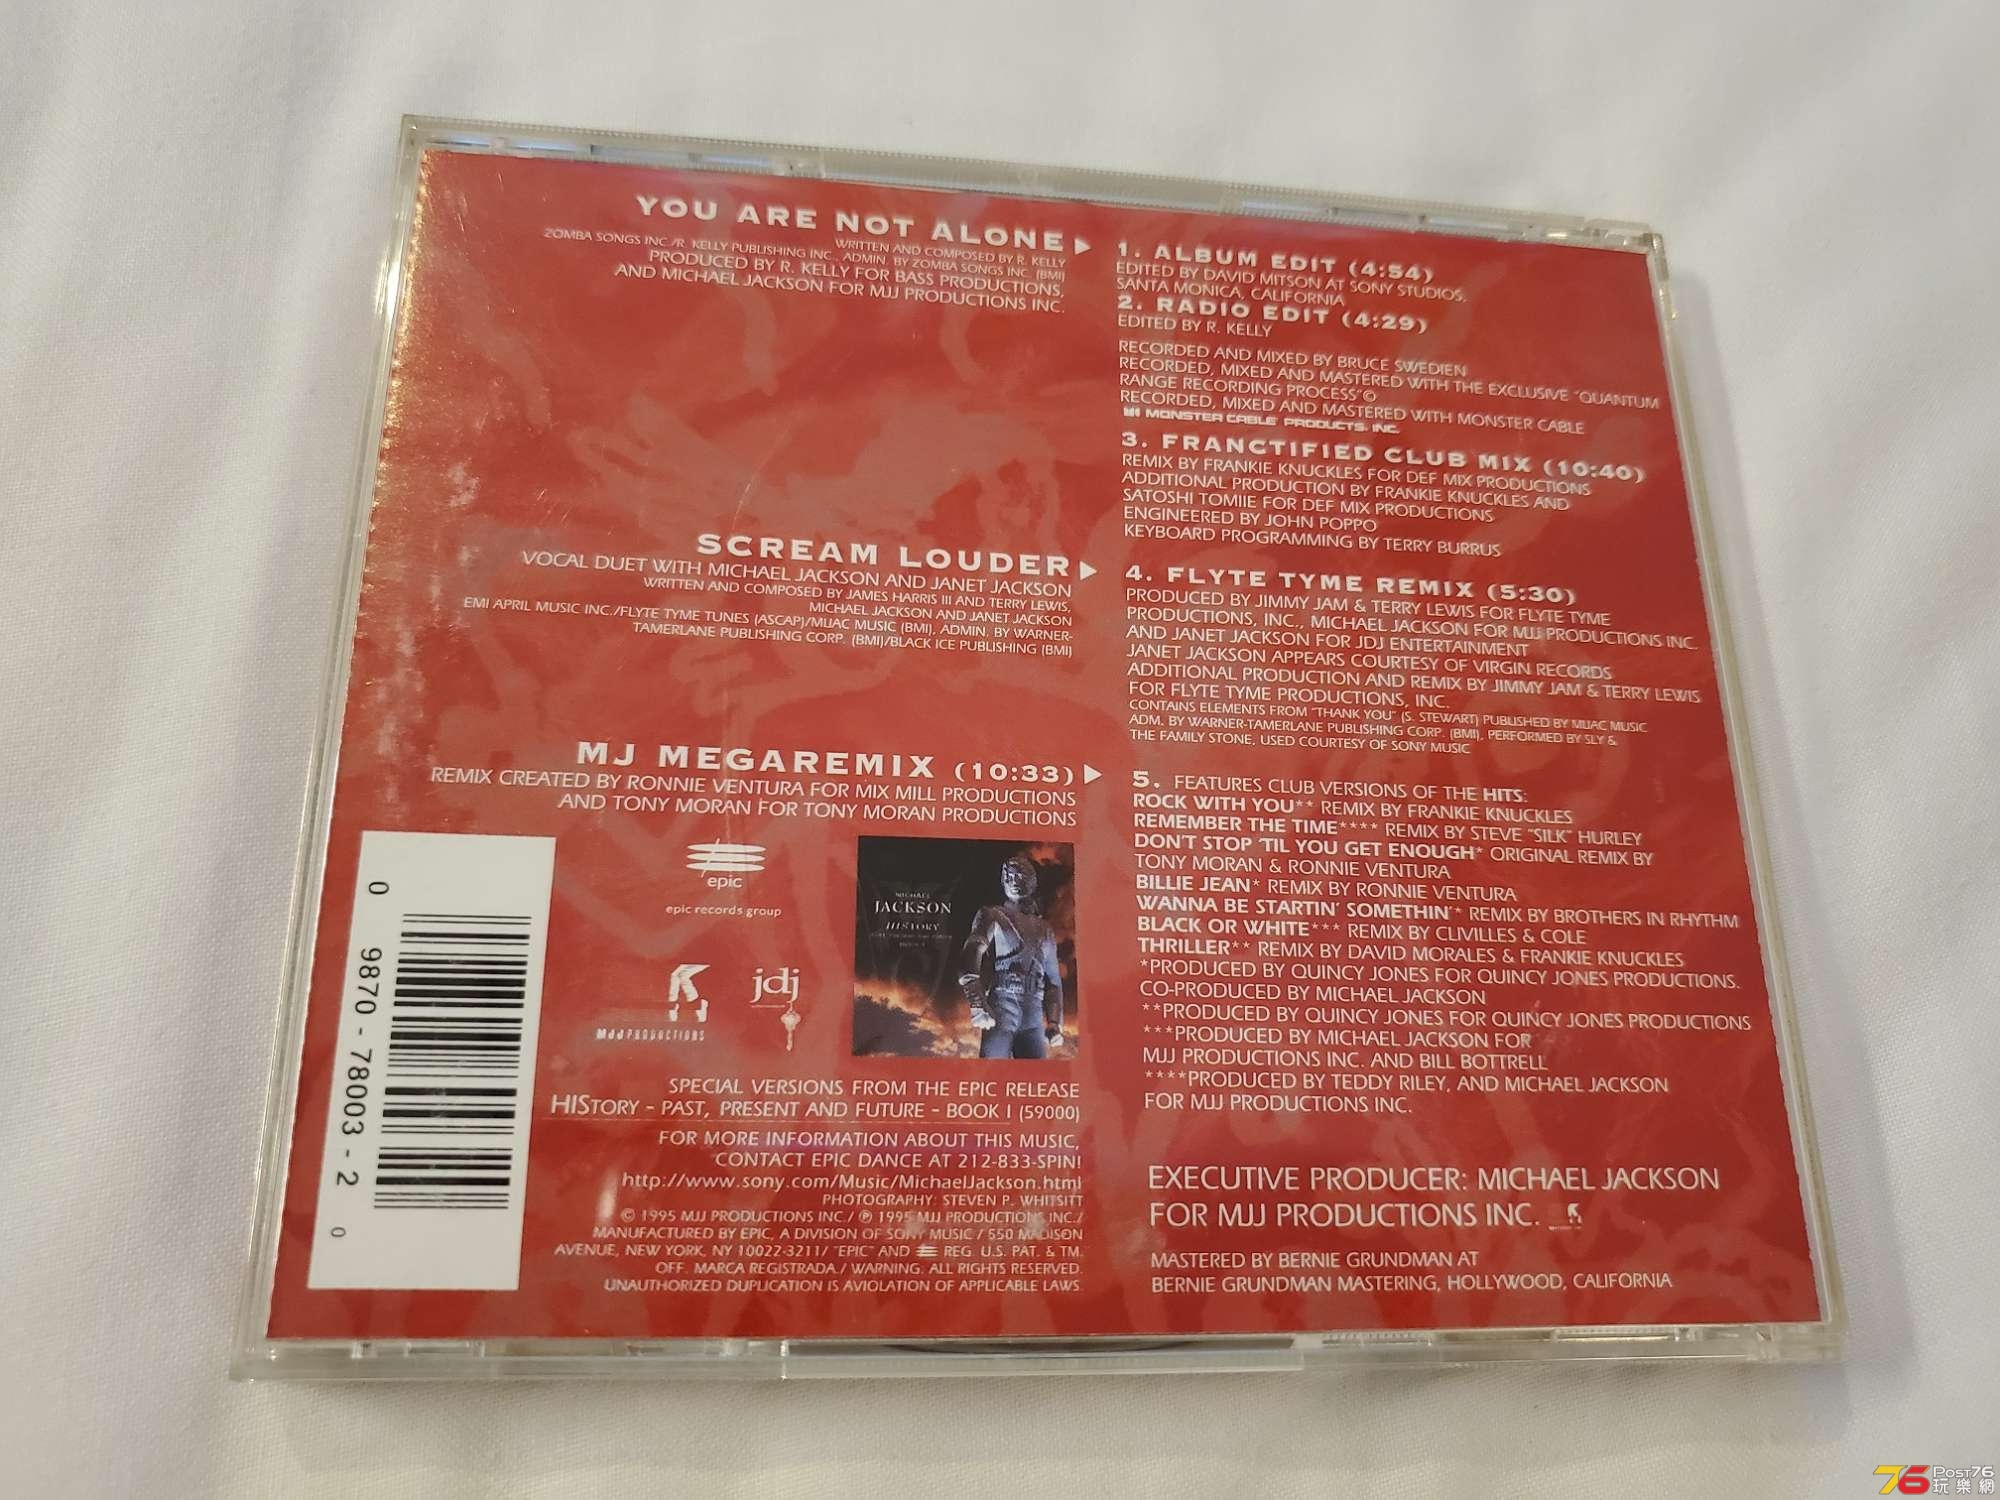 YOU ARE NOT ALONE
WRITTEN AND COMPOSED BY R. KELLY
ZOMBA SONGS INC./R. KELLY PUBLISHING INC., ADMIN. BY ZOMBA SONGS INC. (BMI)
PRODUCED BY R. KELLY FOR BASS PRODUCTIONS,
AND MICHAEL JACKSON FOR MJJ PRODUCTIONS INC.
1. ALBUM EDIT (4:54)
EDITED BY DAVID MITSON AT SONY STUDIOS,
SANTA MONICA, CALIFORNIA
2. RADIO EDIT (4:29)
EDITED BY R. KELLY
RECORDED AND MIXED BY BRUCE SWEDIEN
RECORDED, MIXED AND MASTERED WITH THE EXCLUSIVE "QUANTUM
RANGE RECORDING PROCESS"©
RECORDED, MIXED AND MASTERED WITH MONSTER CABLE
MONSTER CABLE PRODUCTS, INC.
3. FRANCTIFIED CLUB MIX (10:40)
REMIX BY FRANKIE KNUCKLES FOR DEF MIX PRODUCTIONS
ADDITIONAL PRODUCTION BY FRANKIE KNUCKLES AND
SATOSHI TOMIIE FOR DEF MIX PRODUCTIONS
ENGINEERED BY JOHN POPPO
KEYBOARD PROGRAMMING BY TERRY BURRUS
SCREAM LOUDER
VOCAL DUET WITH MICHAEL JACKSON AND JANET JACKSON
WRITTEN AND COMPOSED BY JAMES HARRIS III AND TERRY LEWIS,
MICHAEL JACKSON AND JANET JACKSON
EMI APRIL MUSIC INC./FLYTE TYME TUNES (ASCAP)/MIJAC MUSIC (BMI), ADMIN. BY WARNER-
TAMERLANE PUBLISHING CORP. (BMI)/BLACK ICE PUBLISHING (BMI)
4. FLYTE TYME REMIX (5:30)
PRODUCED BY JIMMY JAM & TERRY LEWIS FOR FLYTE TYME
PRODUCTIONS, INC., MICHAEL JACKSON FOR MJJ PRODUCTIONS INC.
AND JANET JACKSON FOR JDJ ENTERTAINMENT
JANET JACKSON APPEARS COURTESY OF VIRGIN RECORDS
ADDITIONAL PRODUCTION AND REMIX BY JIMMY JAM & TERRY LEWIS
FOR FLYTE TYME PRODUCTIONS, INC.
CONTAINS ELEMENTS FROM "THANK YOU" (S. STEWART) PUBLISHED BY MIJAC MUSIC
ADM. BY WARNER-TAMERLANE PUBLISHING CORP. (BMI), PERFORMED BY SLY &
THE FAMILY STONE, USED COURTESY OF SONY MUSIC
MJ MEGAREMIX (10:33)
REMIX CREATED BY RONNIE VENTURA FOR MIX MILL PRODUCTIONS
AND TONY MORAN FOR TONY MORAN PRODUCTIONS
5. FEATURES CLUB VERSIONS OF THE HITS:
ROCK WITH YOU** REMIX BY FRANKIE KNUCKLES
REMEMBER THE TIME**** REMIX BY STEVE "SILK" HURLEY
DON'T STOP 'TIL YOU GET ENOUGH* ORIGINAL REMIX BY
TONY MORAN & RONNIE VENTURA
BILLIE JEAN* REMIX BY RONNIE VENTURA
WANNA BE STARTIN' SOMETHIN'* REMIX BY BROTHERS IN RHYTHM
BLACK OR WHITE*** REMIX BY CLIVILLES & COLE
THRILLER** REMIX BY DAVID MORALES & FRANKIE KNUCKLES
*PRODUCED BY QUINCY JONES FOR QUINCY JONES PRODUCTIONS.
CO-PRODUCED BY MICHAEL JACKSON
**PRODUCED BY QUINCY JONES FOR QUINCY JONES PRODUCTIONS
***PRODUCED BY MICHAEL JACKSON FOR
MJJ PRODUCTIONS INC. AND BILL BOTTRELL
****PRODUCED BY TEDDY RILEY, AND MICHAEL JACKSON
FOR MJJ PRODUCTIONS INC.
EXECUTIVE PRODUCER: MICHAEL JACKSON
FOR MJJ PRODUCTIONS INC.
MASTERED BY BERNIE GRUNDMAN AT
BERNIE GRUNDMAN MASTERING, HOLLYWOOD, CALIFORNIA
epic
epic records group
MJJ PRODUCTIONS
jdj
MICHAEL
JACKSON
HISTORY
SPECIAL VERSIONS FROM THE EPIC RELEASE
HIStory - PAST, PRESENT AND FUTURE - BOOK I (59000)
FOR MORE INFORMATION ABOUT THIS MUSIC,
CONTACT EPIC DANCE AT 212-833-SPIN!
http://www.sony.com/Music/MichaelJackson.html
PHOTOGRAPHY: STEVEN P. WHITSITT
© 1995 MJJ PRODUCTIONS INC./ ℗ 1995 MJJ PRODUCTIONS INC./
MANUFACTURED BY EPIC, A DIVISION OF SONY MUSIC / 550 MADISON
AVENUE, NEW YORK, NY 10022-3211/ "EPIC" AND REG. U.S. PAT. & TM.
OFF. MARCA REGISTRADA./ WARNING. ALL RIGHTS RESERVED.
UNAUTHORIZED DUPLICATION IS A VIOLATION OF APPLICABLE LAWS.
0 9870 - 78003 - 2 0
76 Post76
玩樂網